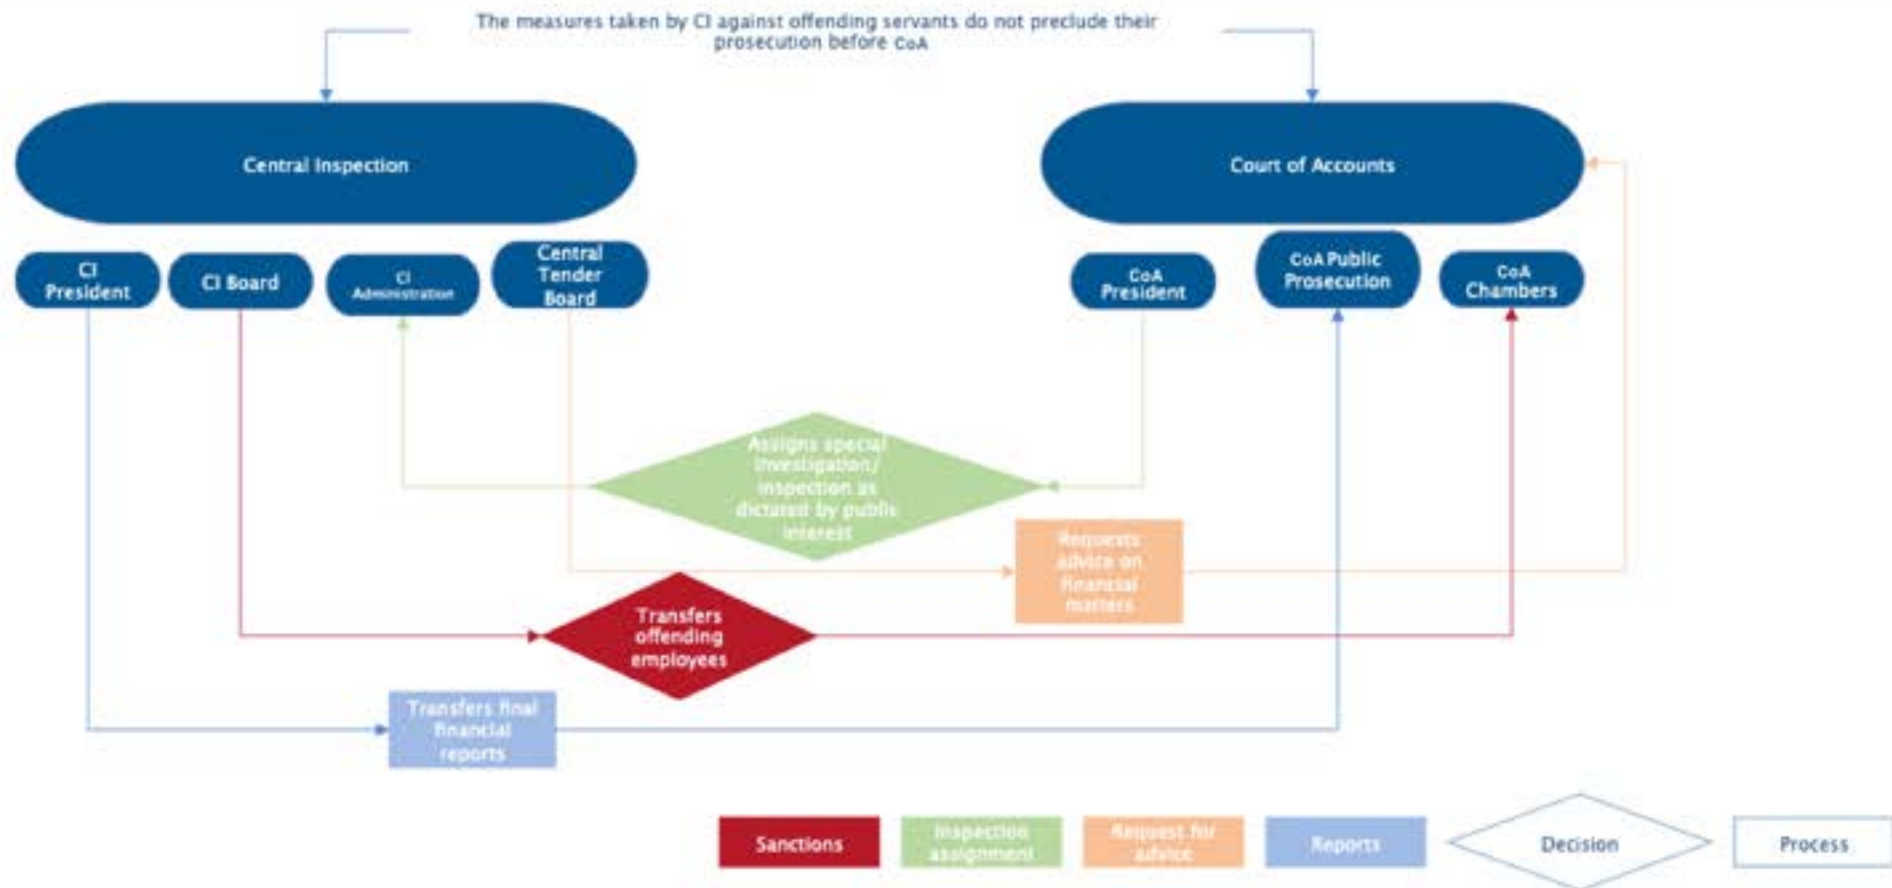 The measures taken by CI against offending servants do not preclude their
prosecution before CoA
Central Inspection
Court of Accounts
CI
President
CI Board
CI
Administration
Central
Tender
Board
CoA
President
CoA Public
Prosecution
CoA
Chambers
Assigns special
investigation/
inspection as
dictated by public
interest
Requests
advice on
financial
matters
Transfers
offending
employees
Transfers final
financial
reports
Sanctions
Inspection
assignment
Request for
advice
Reports
Decision
Process